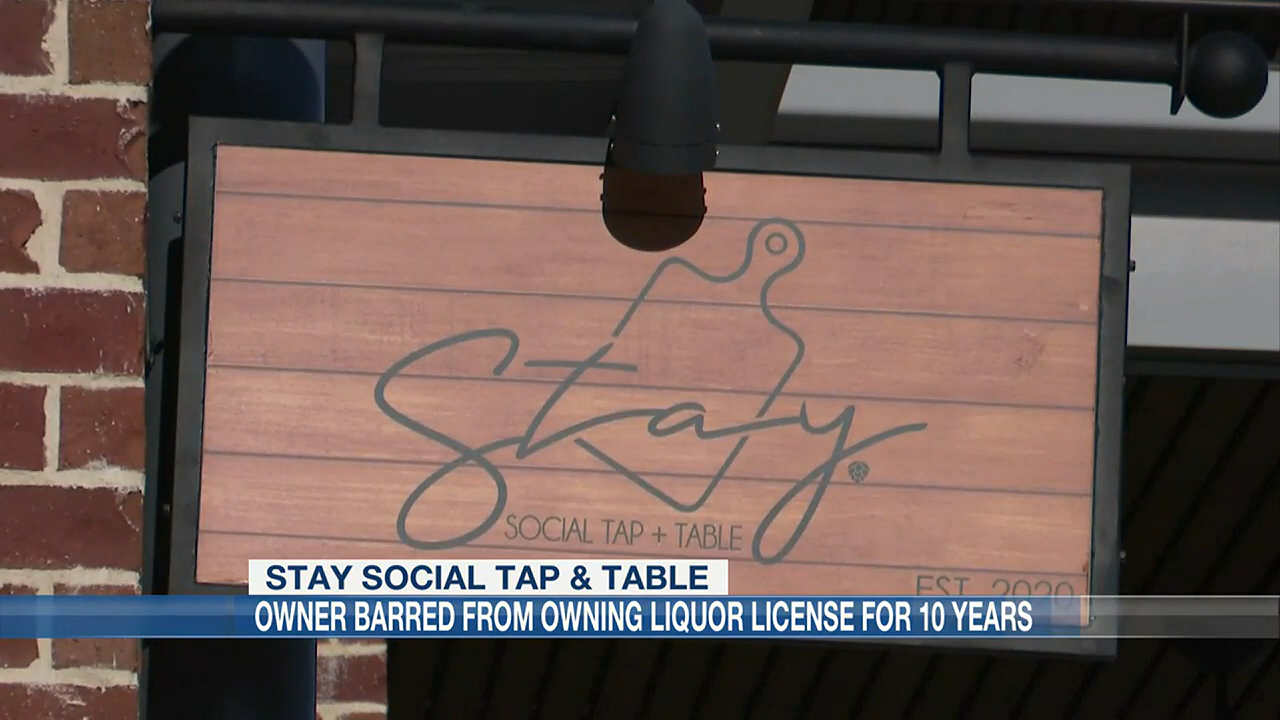 Stay
SOCIAL TAP + TABLE
EST. 2020
STAY SOCIAL TAP & TABLE
OWNER BARRED FROM OWNING LIQUOR LICENSE FOR 10 YEARS